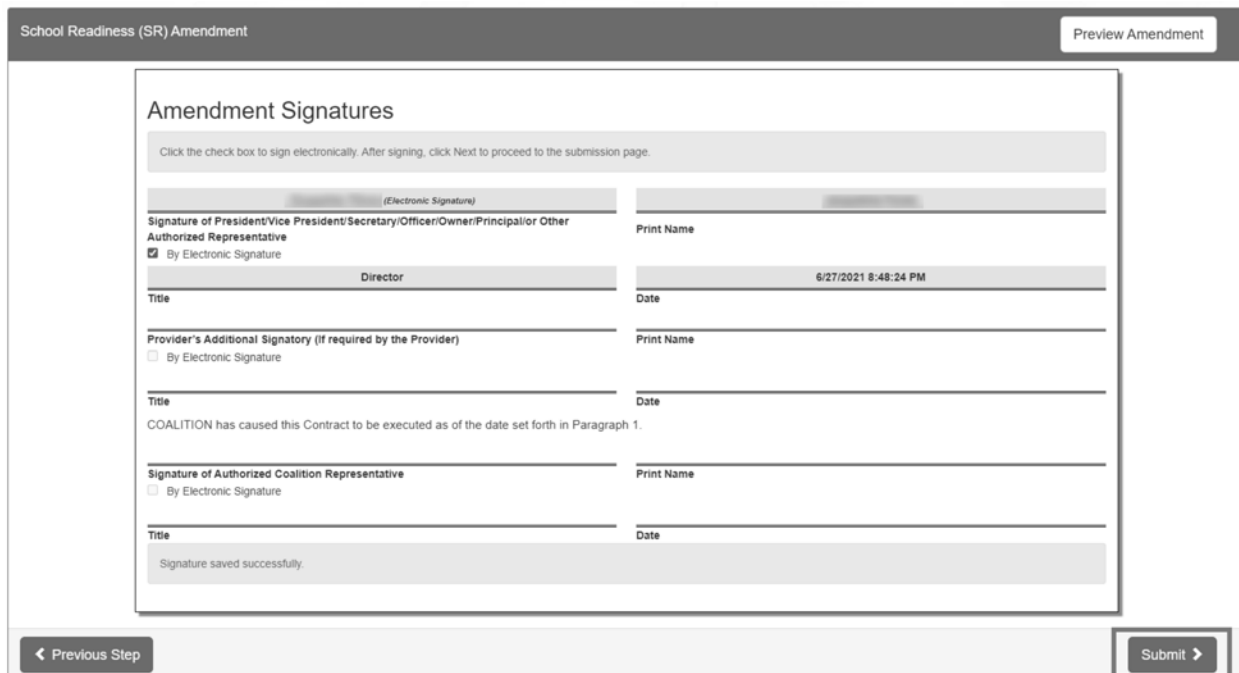 School Readiness (SR) Amendment
Preview Amendment
Amendment Signatures
Click the check box to sign electronically. After signing, click Next to proceed to the submission page.
(Electronic Signature)
Signature of President/Vice President/Secretary/Officer/Owner/Principal/or Other
Authorized Representative
Print Name
By Electronic Signature
Director
6/27/2021 8:48:24 PM
Title
Date
Provider's Additional Signatory (If required by the Provider)
Print Name
By Electronic Signature
Title
Date
COALITION has caused this Contract to be executed as of the date set forth in Paragraph 1.
Signature of Authorized Coalition Representative
Print Name
By Electronic Signature
Title
Date
Signature saved successfully.
Previous Step
Submit